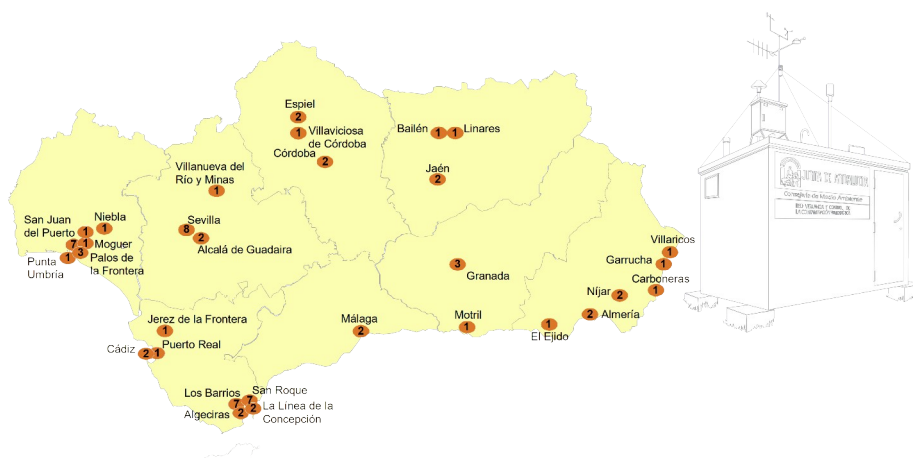 Espiel
2
1
Villaviciosa
de Córdoba
Córdoba
2
Bailén
1
1
Linares
Jaén
2
Villanueva del
Río y Minas
1
San Juan
del Puerto
1
Niebla
1
7
1
Moguer
3
Palos de
la Frontera
Punta
Umbría
1
Sevilla
8
2
Alcalá de Guadaira
3
Granada
Villaricos
1
Garrucha
1
Carboneras
1
Níjar
2
2
Almería
Jerez de la Frontera
1
Cádiz
2
1
Puerto Real
Málaga
2
Motril
1
1
El Ejido
Los Barrios
7
San Roque
7
Algeciras
2
2
La Línea de la
Concepción
Consejería de Medio Ambiente